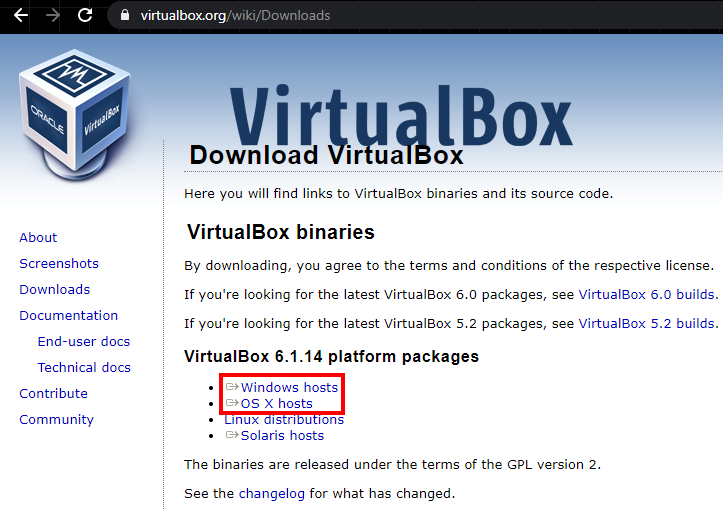 virtualbox.org/wiki/Downloads
ORACLE
VirtualBox
VirtualBox
Download VirtualBox
Here you will find links to VirtualBox binaries and its source code.
About
Screenshots
Downloads
Documentation
End-user docs
Technical docs
Contribute
Community
VirtualBox binaries
By downloading, you agree to the terms and conditions of the respective license.
If you're looking for the latest VirtualBox 6.0 packages, see VirtualBox 6.0 builds.
If you're looking for the latest VirtualBox 5.2 packages, see VirtualBox 5.2 builds.
VirtualBox 6.1.14 platform packages
Windows hosts
OS X hosts
Linux distributions
Solaris hosts
The binaries are released under the terms of the GPL version 2.
See the changelog for what has changed.